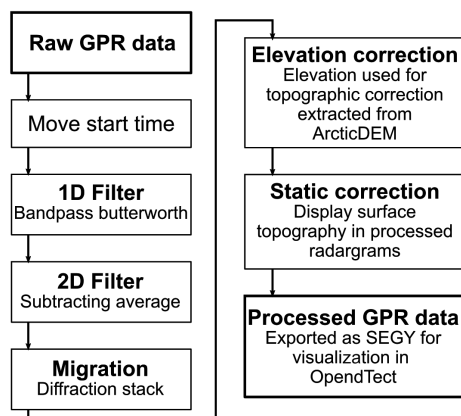 Raw GPR data
Move start time
1D Filter
Bandpass butterworth
2D Filter
Subtracting average
Migration
Diffraction stack
Elevation correction
Elevation used for
topographic correction
extracted from
ArcticDEM
Static correction
Display surface
topography in processed
radargrams
Processed GPR data
Exported as SEGY for
visualization in
OpendTect